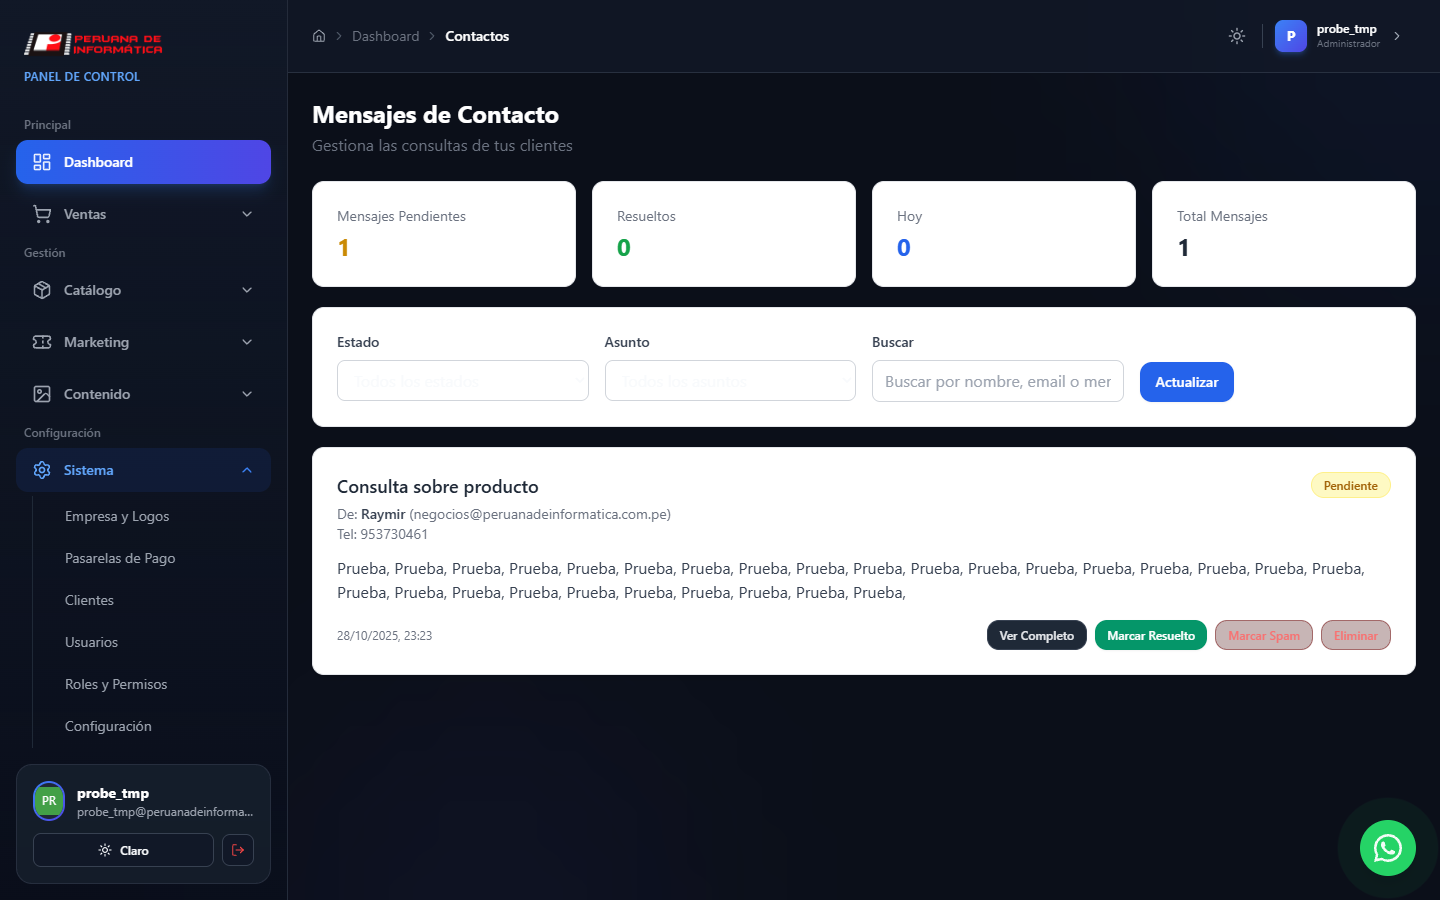 PERUANA DE
INFORMÁTICA
PANEL DE CONTROL
Principal
Dashboard
Ventas
Gestión
Catálogo
Marketing
Contenido
Configuración
Sistema
Empresa y Logos
Pasarelas de Pago
Clientes
Usuarios
Roles y Permisos
Configuración
PR
probe_tmp
probe_tmp@peruanadeinforma...
Claro
Dashboard
Contactos
P
probe_tmp
Administrador
Mensajes de Contacto
Gestiona las consultas de tus clientes
Mensajes Pendientes
1
Resueltos
0
Hoy
0
Total Mensajes
1
Estado
Todos los estados
Asunto
Todos los asuntos
Buscar
Buscar por nombre, email o mer
Actualizar
Consulta sobre producto
Pendiente
De: Raymir (negocios@peruanadeinformatica.com.pe)
Tel: 953730461
Prueba, Prueba, Prueba, Prueba, Prueba, Prueba, Prueba, Prueba, Prueba, Prueba, Prueba, Prueba, Prueba, Prueba, Prueba, Prueba, Prueba, Prueba,
Prueba, Prueba, Prueba, Prueba, Prueba, Prueba, Prueba, Prueba, Prueba, Prueba,
28/10/2025, 23:23
Ver Completo
Marcar Resuelto
Marcar Spam
Eliminar